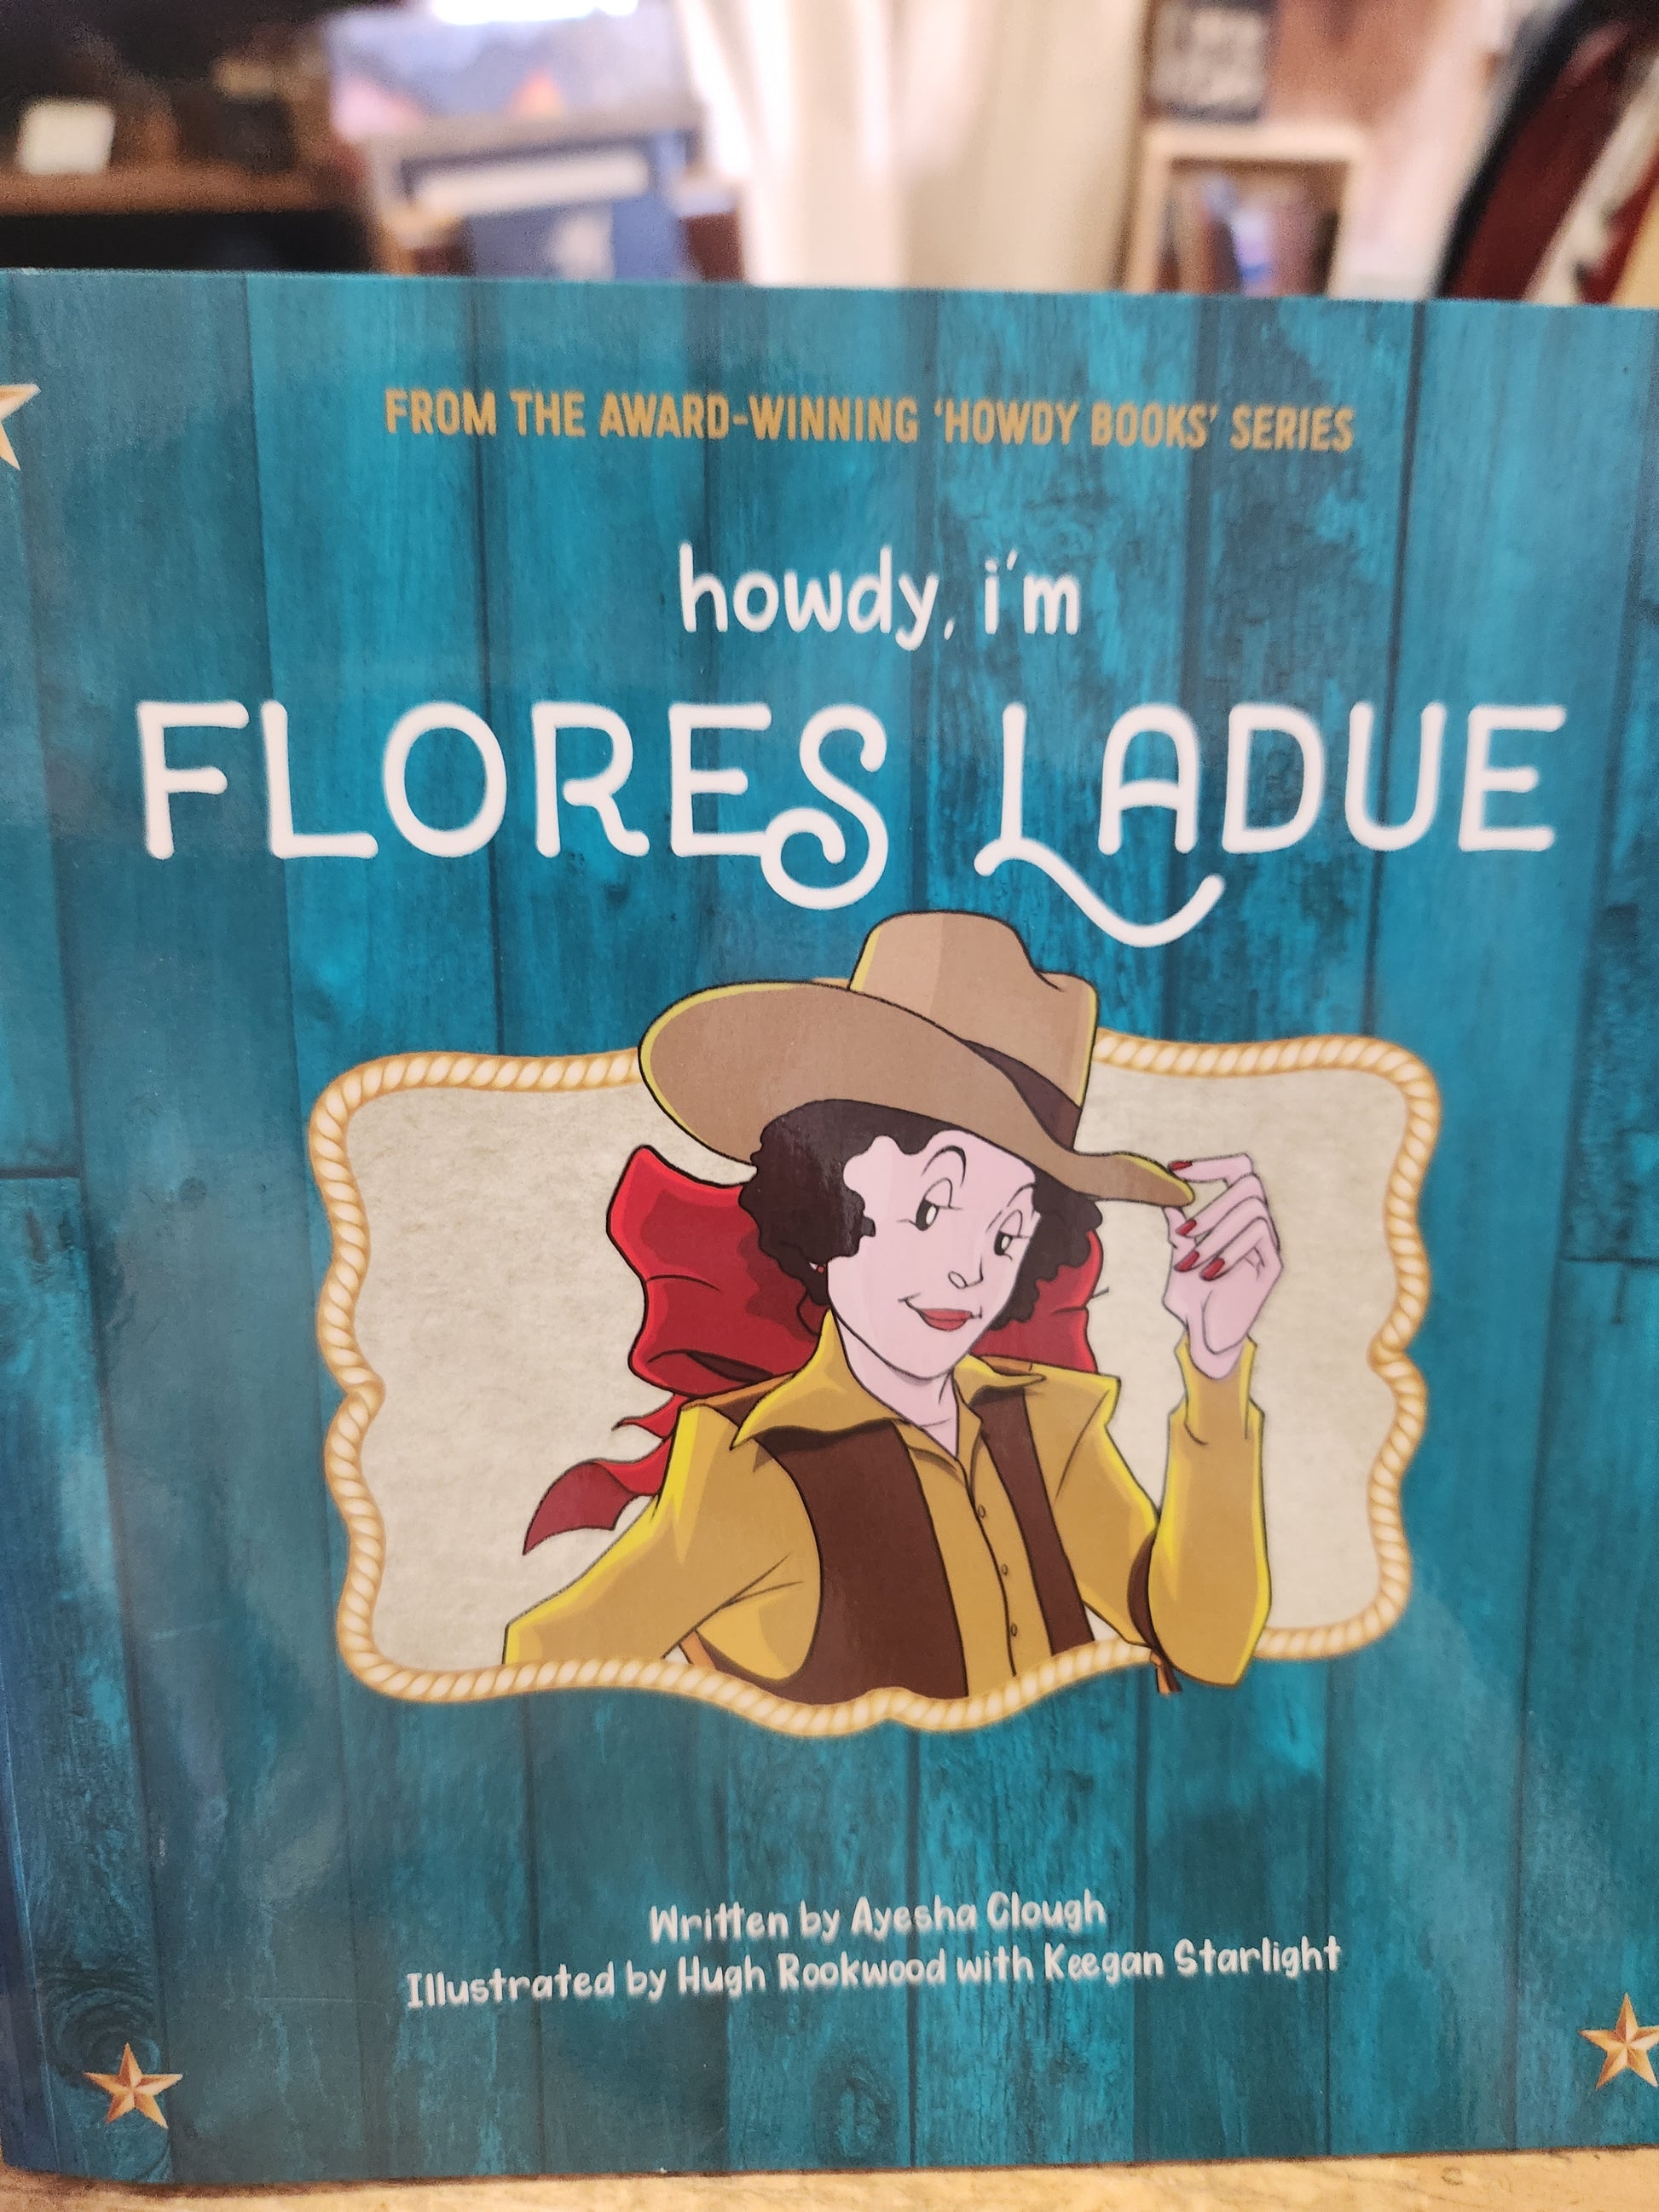 FROM THE AWARD-WINNING 'HOWDY BOOKS' SERIES
howdy, i'm
FLORES LADUE
Written by Ayesha Clough
Illustrated by Hugh Rookwood with Keegan Starlight